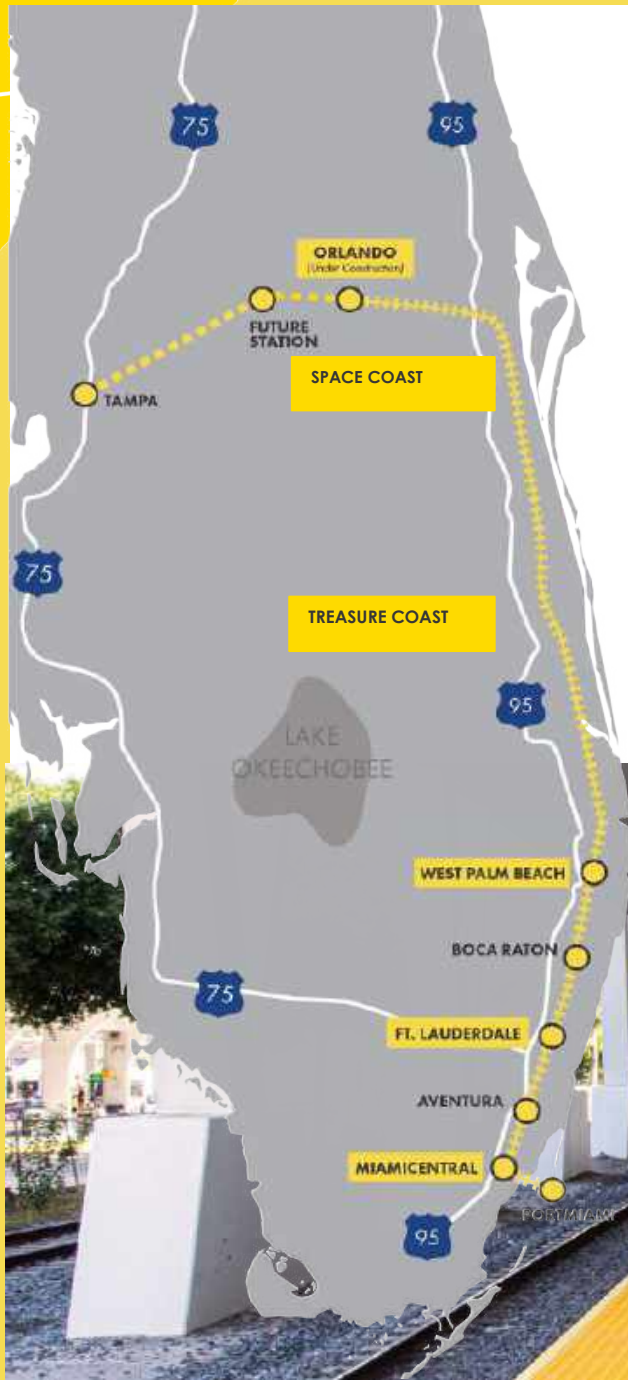 75
95
ORLANDO
(Under Construction)
FUTURE
STATION
SPACE COAST
TAMPA
75
TREASURE COAST
95
LAKE
OKEECHOBEE
WEST PALM BEACH
BOCA RATON
75
FT. LAUDERDALE
AVENTURA
MIAMICENTRAL
PORTMIAMI
95